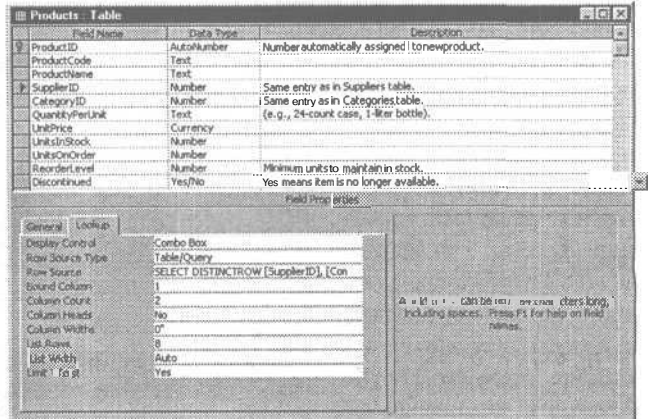 Products : Table
Field Name Data Type Description
ProductID AutoNumber Number automatically assigned to new product.
ProductCode Text
ProductName Text
SupplierID Number Same entry as in Suppliers table.
CategoryID Number Same entry as in Categories table.
QuantityPerUnit Text (e.g., 24-count case, 1-liter bottle).
UnitPrice Currency
UnitsInStock Number
UnitsOnOrder Number
ReorderLevel Number Minimum units to maintain in stock.
Discontinued Yes/No Yes means item is no longer available.
Field Properties
General Lookup
Display Control Combo Box
Row Source Type Table/Query
Row Source SELECT DISTINCTROW [SupplierID], [Con
Bound Column 1
Column Count 2
Column Heads No
Column Widths 0"
List Rows 8
List Width Auto
Limit To Yes
can be long,
including spaces. Press F1 for help on field
names.